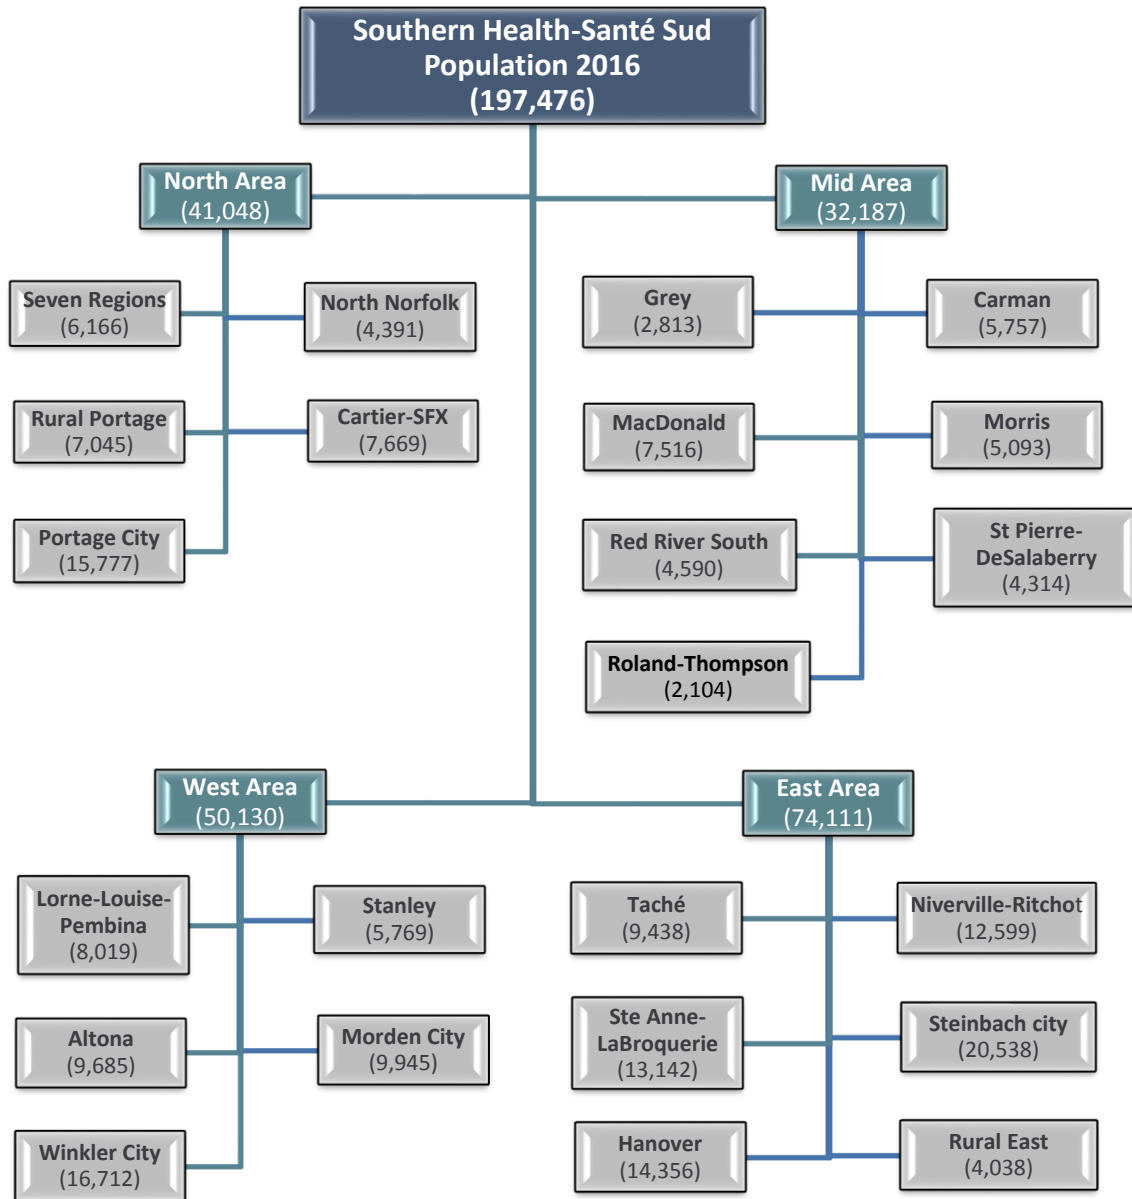 Southern Health-Santé Sud
Population 2016
(197,476)
North Area
(41,048)
Mid Area
(32,187)
Seven Regions
(6,166)
North Norfolk
(4,391)
Rural Portage
(7,045)
Cartier-SFX
(7,669)
Portage City
(15,777)
Grey
(2,813)
Carman
(5,757)
MacDonald
(7,516)
Morris
(5,093)
Red River South
(4,590)
St Pierre-
DeSalaberry
(4,314)
Roland-Thompson
(2,104)
West Area
(50,130)
East Area
(74,111)
Lorne-Louise-
Pembina
(8,019)
Stanley
(5,769)
Altona
(9,685)
Morden City
(9,945)
Winkler City
(16,712)
Taché
(9,438)
Niverville-Ritchot
(12,599)
Ste Anne-
LaBroquerie
(13,142)
Steinbach city
(20,538)
Hanover
(14,356)
Rural East
(4,038)